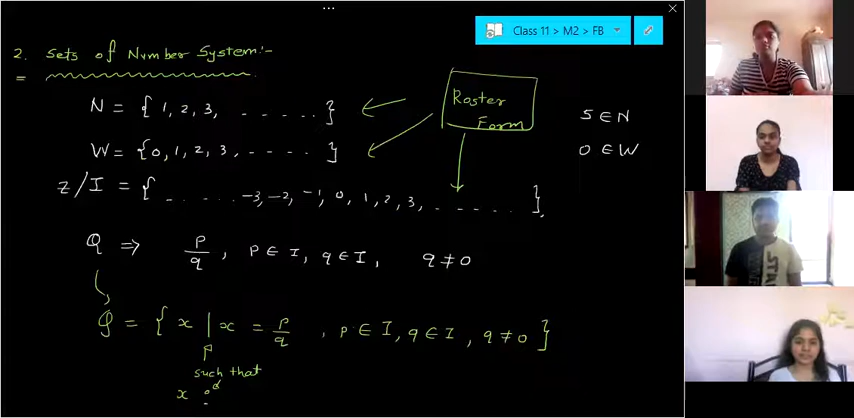 ...
Class 11 > M2 > FB
2. Sets of Number System:-
N = { 1, 2, 3, ...... }
Roster Form
5 ∈ N
W = {0, 1, 2, 3, ...... }
0 ∈ W
Z/I = { ...... -3, -2, -1, 0, 1, 2, 3, ...... },
Q ⇒ p/q , p ∈ I, q ∈ I, q ≠ 0
Q = { x | x = p/q , p ∈ I, q ∈ I, q ≠ 0 }
such that
x